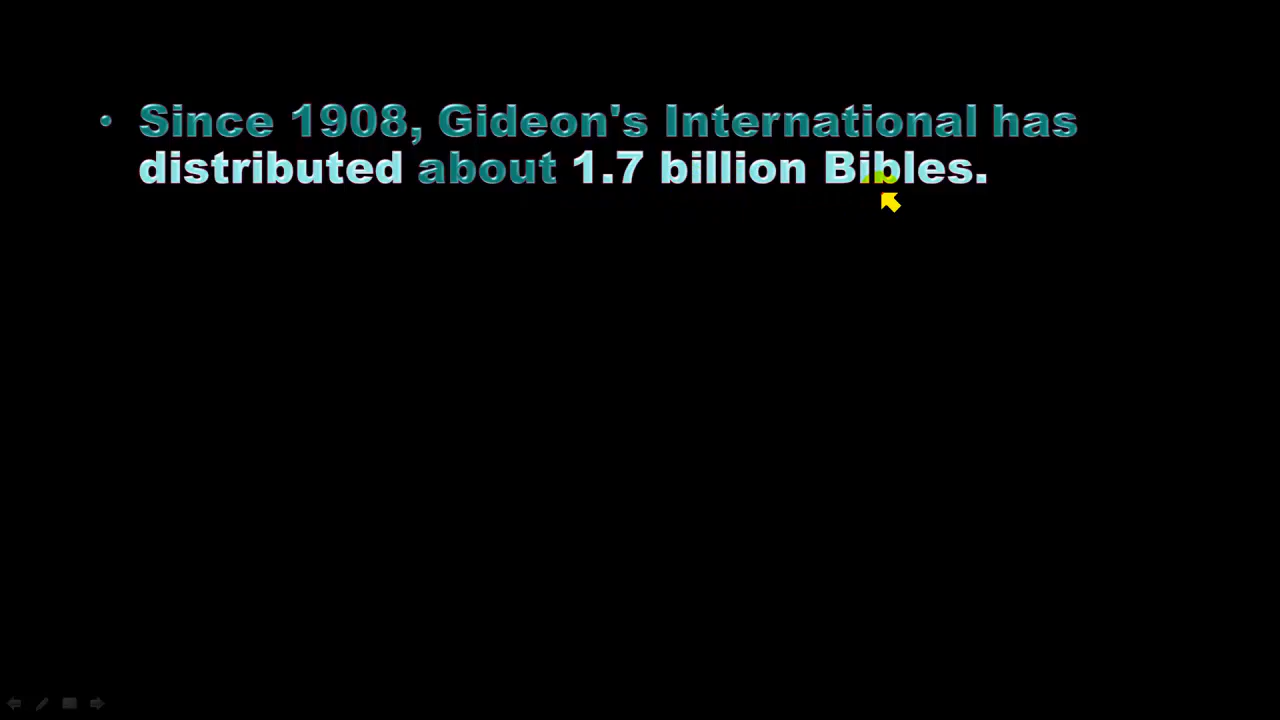 • Since 1908, Gideon's International has
distributed about 1.7 billion Bibles.